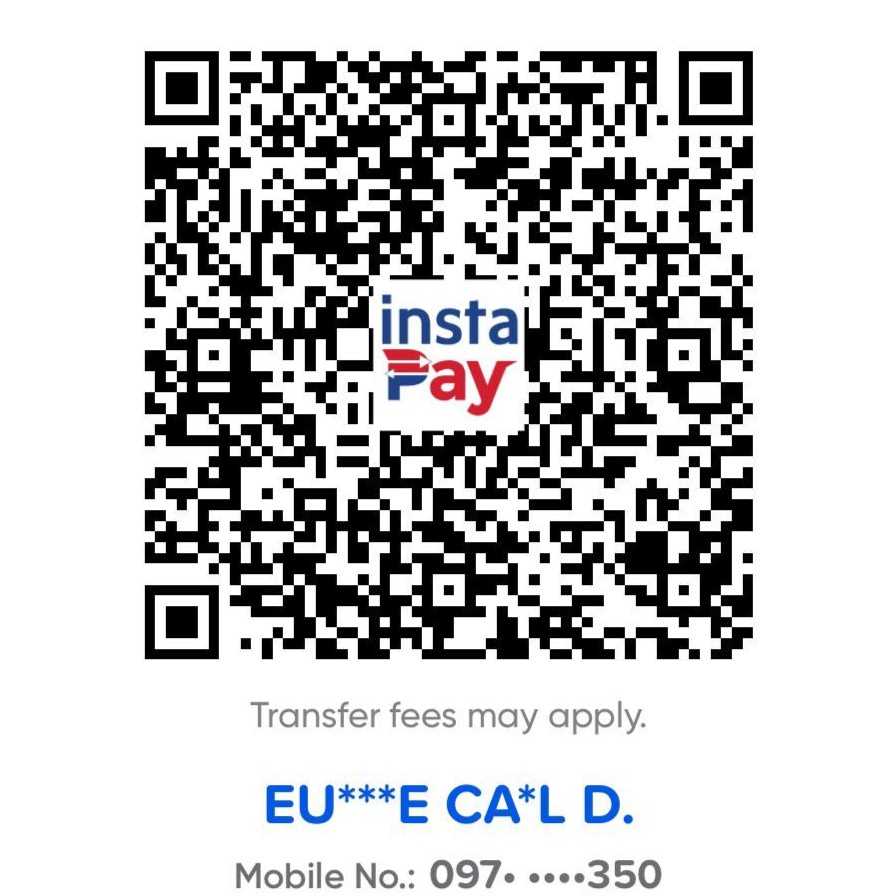 insta
Pay
Transfer fees may apply.
EU***E CA*L D.
Mobile No.: 097• ••••350